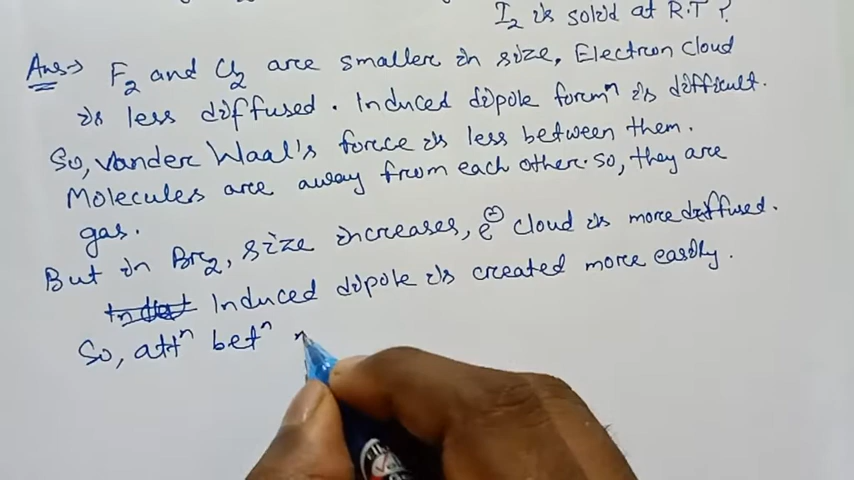 I2 is solid at R.T ?
Ans→ F2 and Cl2 are smaller in size, Electron cloud
is less diffused. Induced dipole formn is difficult.
So, Vander Waal's force is less between them.
Molecules are away from each other. So, they are
gas.
But in Br2, size increases, e(-) cloud is more diffused.
Induced dipole is created more easily.
So, attn betn